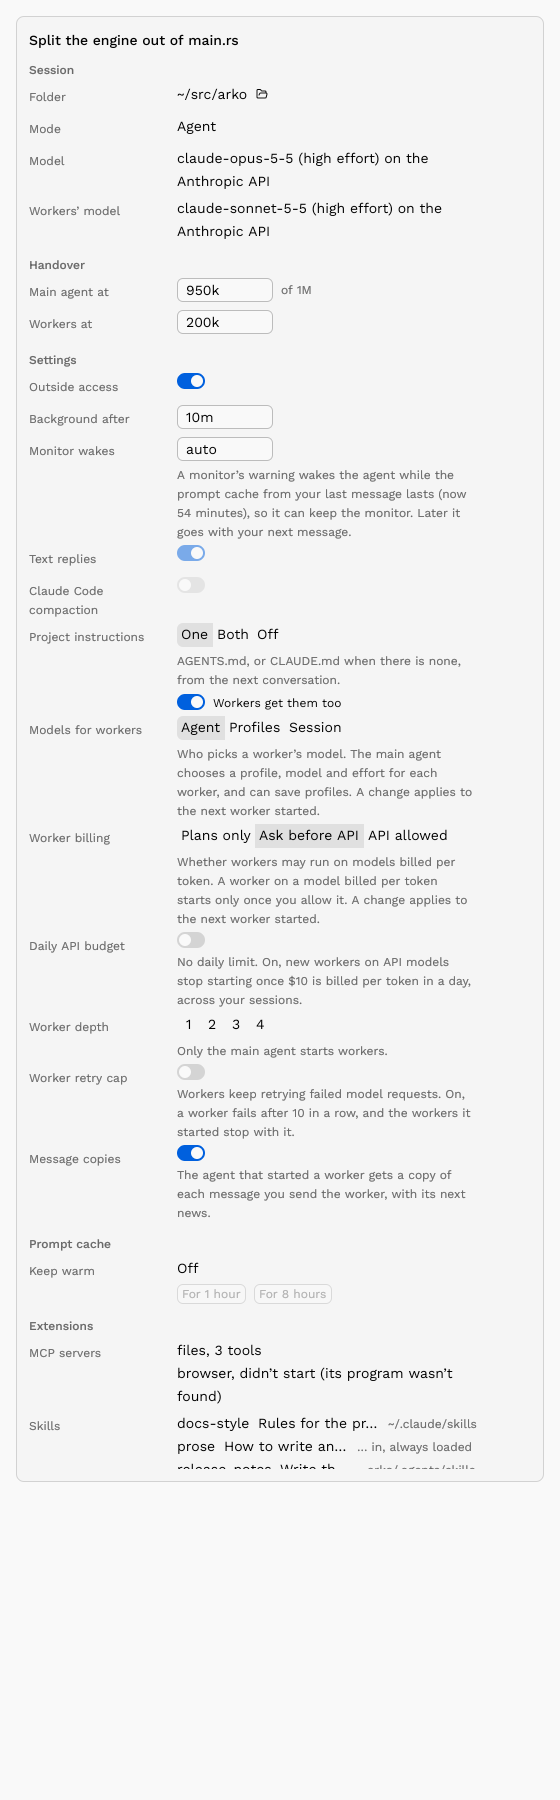 Split the engine out of main.rs
Session
Folder ~/src/arko
Mode Agent
Model claude-opus-5-5 (high effort) on the
Anthropic API
Workers’ model claude-sonnet-5-5 (high effort) on the
Anthropic API
Handover
Main agent at 950k of 1M
Workers at 200k
Settings
Outside access
Background after 10m
Monitor wakes auto
A monitor’s warning wakes the agent while the
prompt cache from your last message lasts (now
54 minutes), so it can keep the monitor. Later it
goes with your next message.
Text replies
Claude Code
compaction
Project instructions One Both Off
AGENTS.md, or CLAUDE.md when there is none,
from the next conversation.
Workers get them too
Models for workers Agent Profiles Session
Who picks a worker’s model. The main agent
chooses a profile, model and effort for each
worker, and can save profiles. A change applies to
the next worker started.
Worker billing Plans only Ask before API API allowed
Whether workers may run on models billed per
token. A worker on a model billed per token
starts only once you allow it. A change applies to
the next worker started.
Daily API budget
No daily limit. On, new workers on API models
stop starting once $10 is billed per token in a day,
across your sessions.
Worker depth 1 2 3 4
Only the main agent starts workers.
Worker retry cap
Workers keep retrying failed model requests. On,
a worker fails after 10 in a row, and the workers it
started stop with it.
Message copies
The agent that started a worker gets a copy of
each message you send the worker, with its next
news.
Prompt cache
Keep warm Off
For 1 hour For 8 hours
Extensions
MCP servers files, 3 tools
browser, didn’t start (its program wasn’t
found)
Skills docs-style Rules for the pr… ~/.claude/skills
prose How to write an… … in, always loaded
release-notes Write th… …arko/.agents/skills